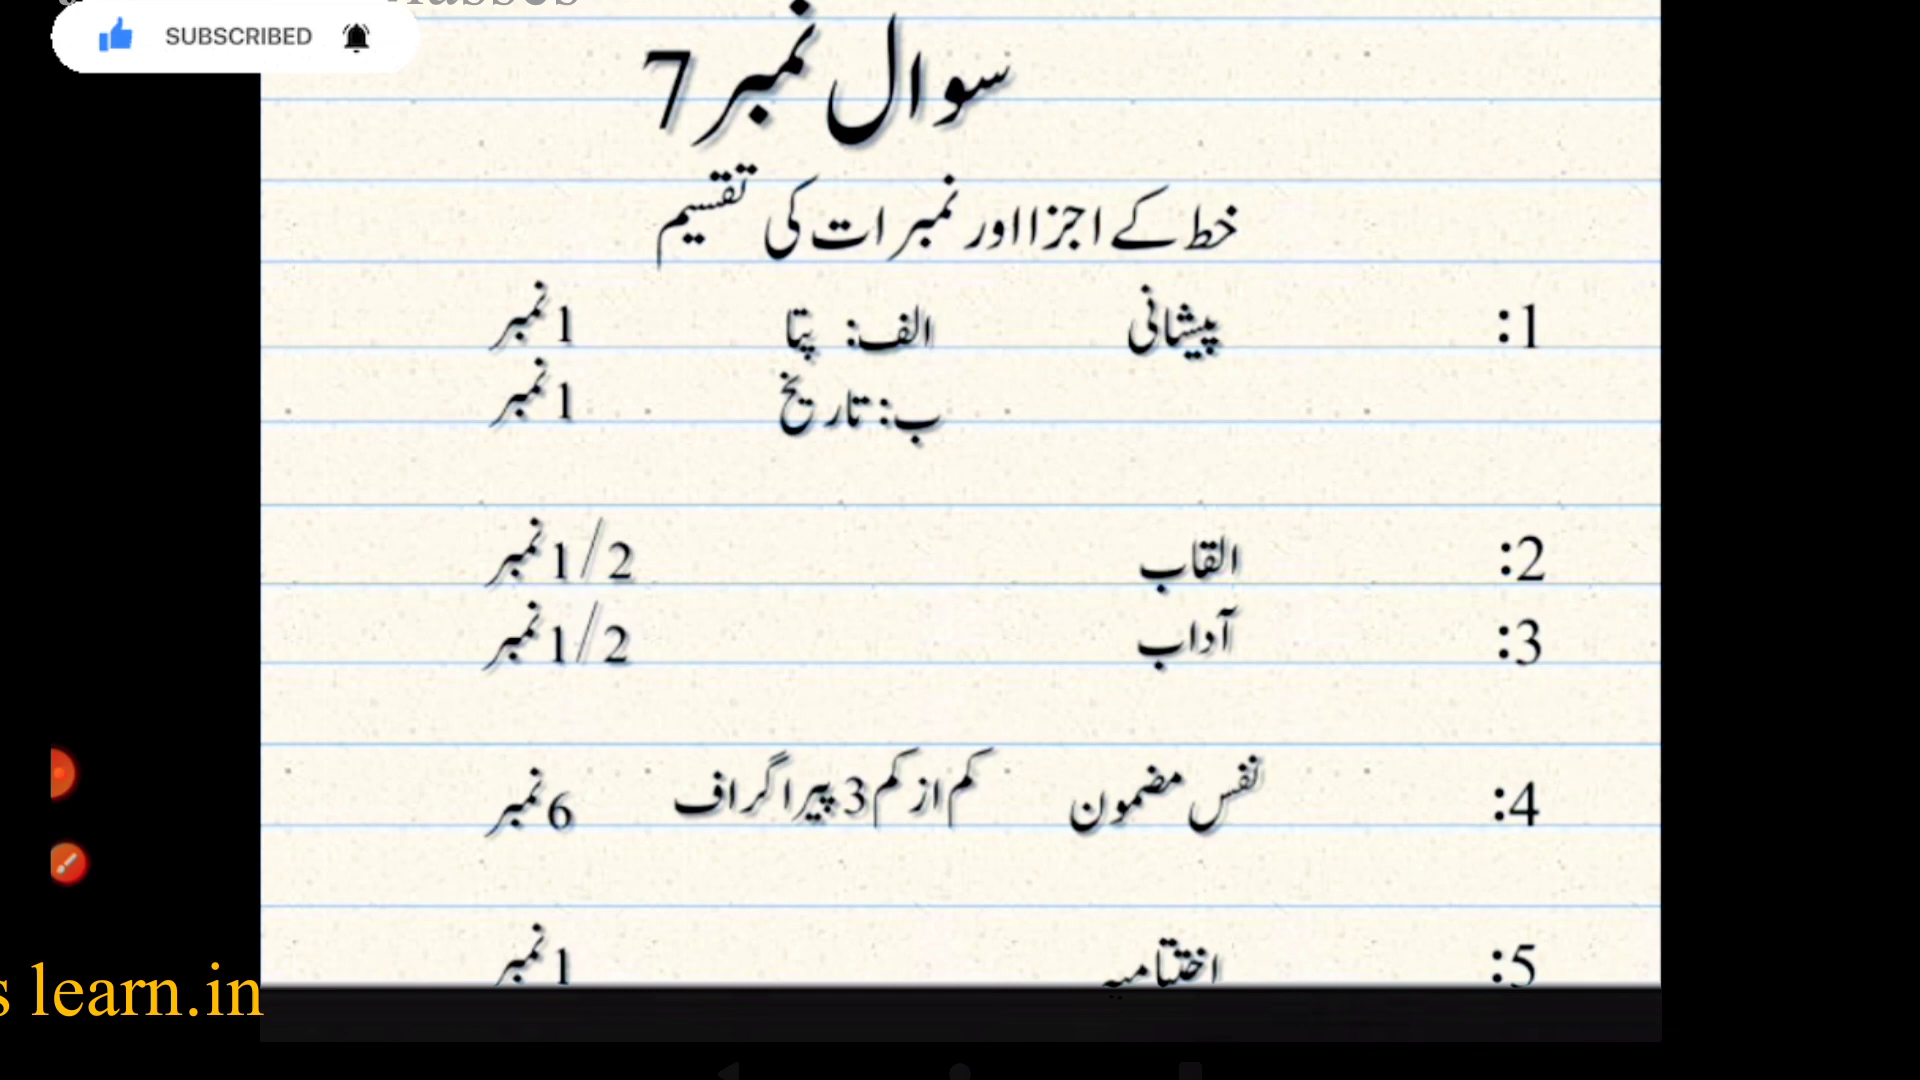 SUBSCRIBED
سوال نمبر 7
خط کے اجزا اور نمبرات کی تقسیم
1: پیشانی الف: پتا 1 نمبر
ب: تاریخ 1 نمبر
2: القاب 1/2 نمبر
3: آداب 1/2 نمبر
4: نفس مضمون کم از کم 3 پیراگراف 6 نمبر
5: اختتامیہ 1 نمبر
s learn.in